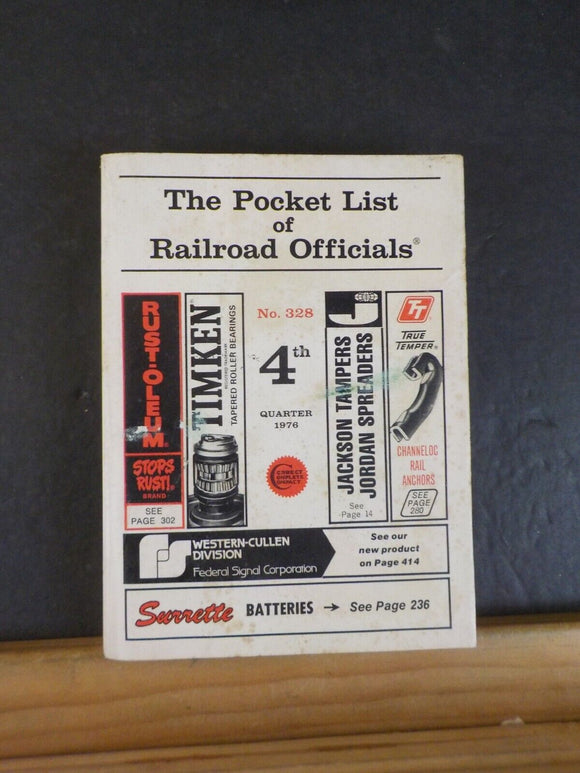 The Pocket List
of
Railroad Officials®
RUST-OLEUM®
STOPS
RUST!
BRAND
SEE
PAGE 302
TIMKEN®
TAPERED ROLLER BEARINGS
No. 328
4th
QUARTER
1976
CORRECT
COMPLETE
COMPACT
J
JACKSON TAMPERS
JORDAN SPREADERS
See
Page 14
TT
TRUE
TEMPER®
CHANNELOC
RAIL
ANCHORS
SEE
PAGE
280
WESTERN-CULLEN
DIVISION
Federal Signal Corporation
See our
new product
on Page 414
Surrette BATTERIES → See Page 236